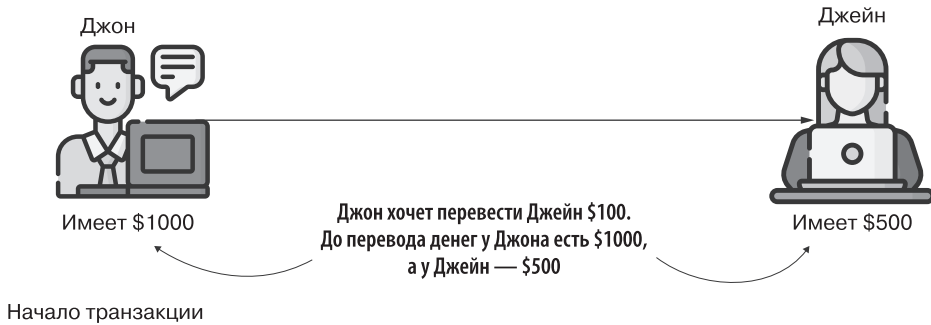 Джон
Джейн
Имеет $1000
Имеет $500
Джон хочет перевести Джейн $100.
До перевода денег у Джона есть $1000,
а у Джейн — $500
Начало транзакции